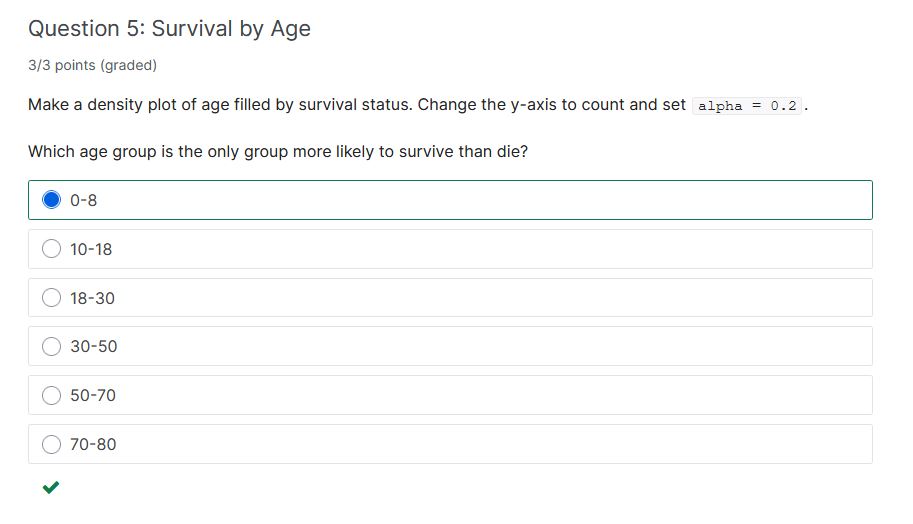 Question 5: Survival by Age
3/3 points (graded)
Make a density plot of age filled by survival status. Change the y-axis to count and set alpha = 0.2 .
Which age group is the only group more likely to survive than die?
0-8
10-18
18-30
30-50
50-70
70-80